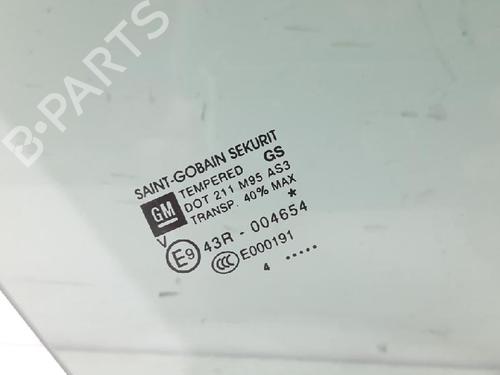 B-PARTS
SAINT-GOBAIN SEKURIT
TEMPERED GS
DOT 211 M95 AS3
TRANSP. 40% MAX
GM
V
*
E9 43R - 004654
CCC E000191
4 .....